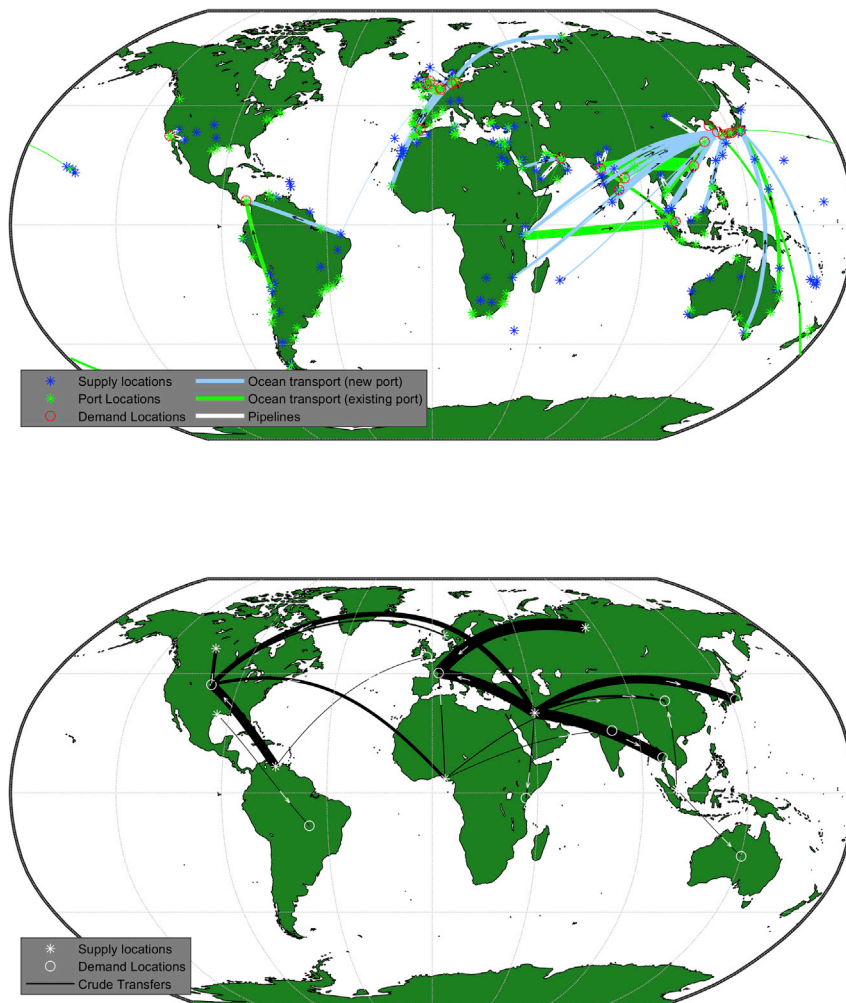 Supply locations
Ocean transport (new port)
Port Locations
Ocean transport (existing port)
Demand Locations
Pipelines
Supply locations
Demand Locations
Crude Transfers